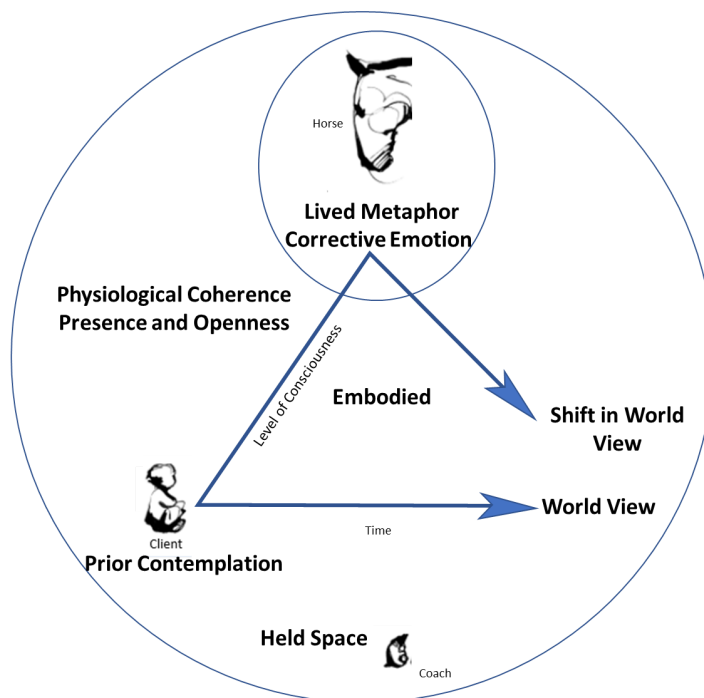 Horse
Lived Metaphor
Corrective Emotion
Physiological Coherence
Presence and Openness
Level of Consciousness
Embodied
Shift in World
View
World View
Time
Client
Prior Contemplation
Held Space
Coach